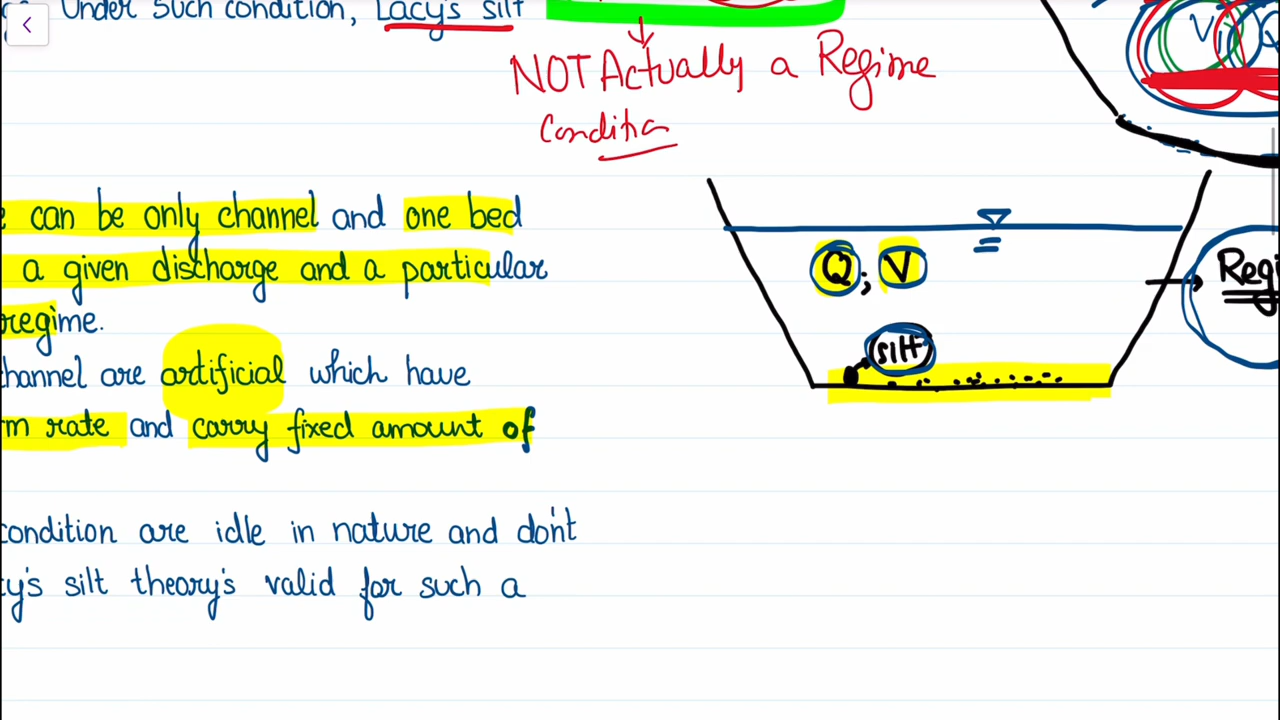 Under such condition, Lacy's silt
NOT Actually a Regime
Condition
can be only channel and one bed
a given discharge and a particular
regime.
channel are artificial which have
rate and carry fixed amount of
condition are idle in nature and don't
silt theory's valid for such a
V1
Q ; V
silt